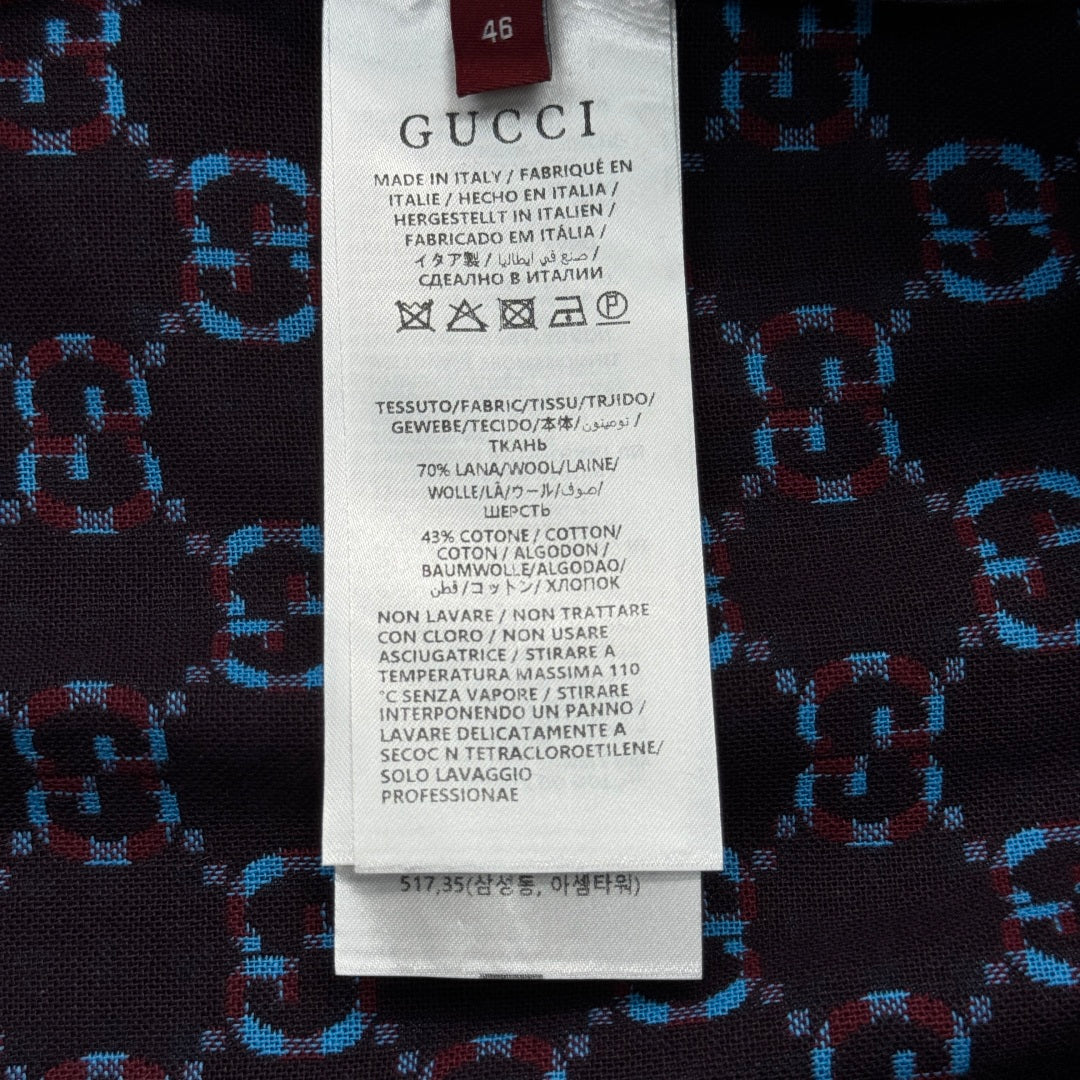 46
GUCCI
MADE IN ITALY / FABRIQUÉ EN
ITALIE / HECHO EN ITALIA /
HERGESTELLT IN ITALIEN /
FABRICADO EM ITÁLIA /
イタア製 / صنع في ايطاليا /
СДЕАЛНО В ИТАЛИИ
P
TESSUTO/FABRIC/TISSU/TRJIDO/
GEWEBE/TECIDO/本体/نومينون /
ТКАНЬ
70% LANA/WOOL/LAINE/
WOLLE/LÀ/ウール/صوف/
ШЕРСТЬ
43% COTONE / COTTON/
COTON / ALGODON /
BAUMWOLLE/ALGODAO/
قطن /コットン/ ХЛОПОК
NON LAVARE / NON TRATTARE
CON CLORO / NON USARE
ASCIUGATRICE / STIRARE A
TEMPERATURA MASSIMA 110
°C SENZA VAPORE / STIRARE
INTERPONENDO UN PANNO /
LAVARE DELICATAMENTE A
SECOC N TETRACLOROETILENE/
SOLO LAVAGGIO
PROFESSIONAE
517,35(삼성동, 아셈타워)